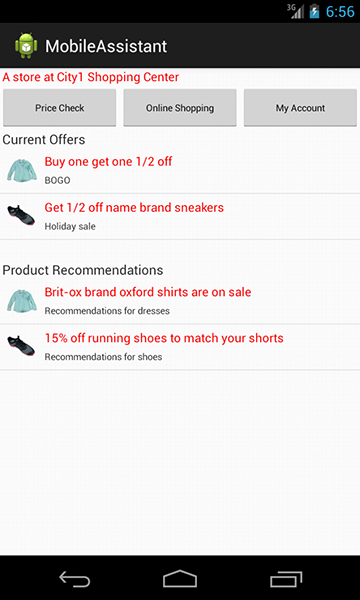 3G 6:56
MobileAssistant
A store at City1 Shopping Center
Price Check Online Shopping My Account
Current Offers
Buy one get one 1/2 off
BOGO
Get 1/2 off name brand sneakers
Holiday sale
Product Recommendations
Brit-ox brand oxford shirts are on sale
Recommendations for dresses
15% off running shoes to match your shorts
Recommendations for shoes